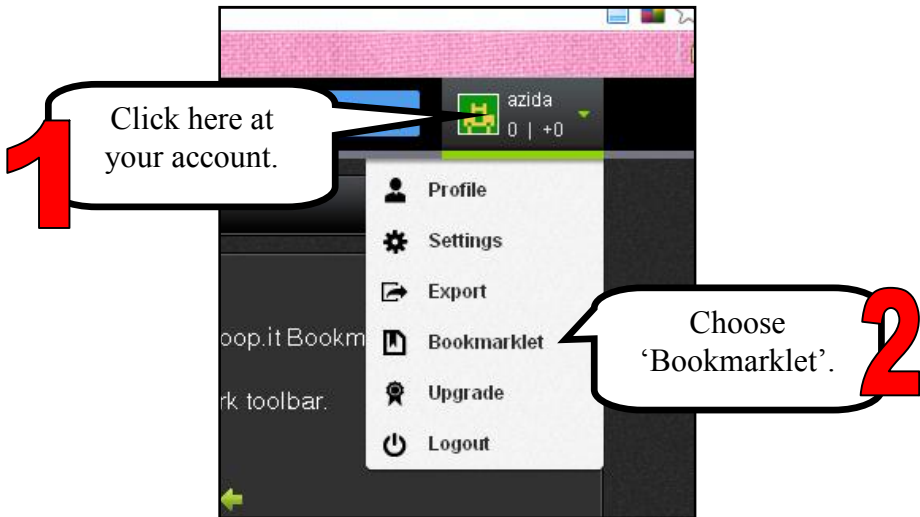 azida
0 | +0
1
Click here at
your account.
Profile
Settings
Export
Bookmarklet
Upgrade
Logout
2
Choose
‘Bookmarklet’.
oop.it Bookm
rk toolbar.